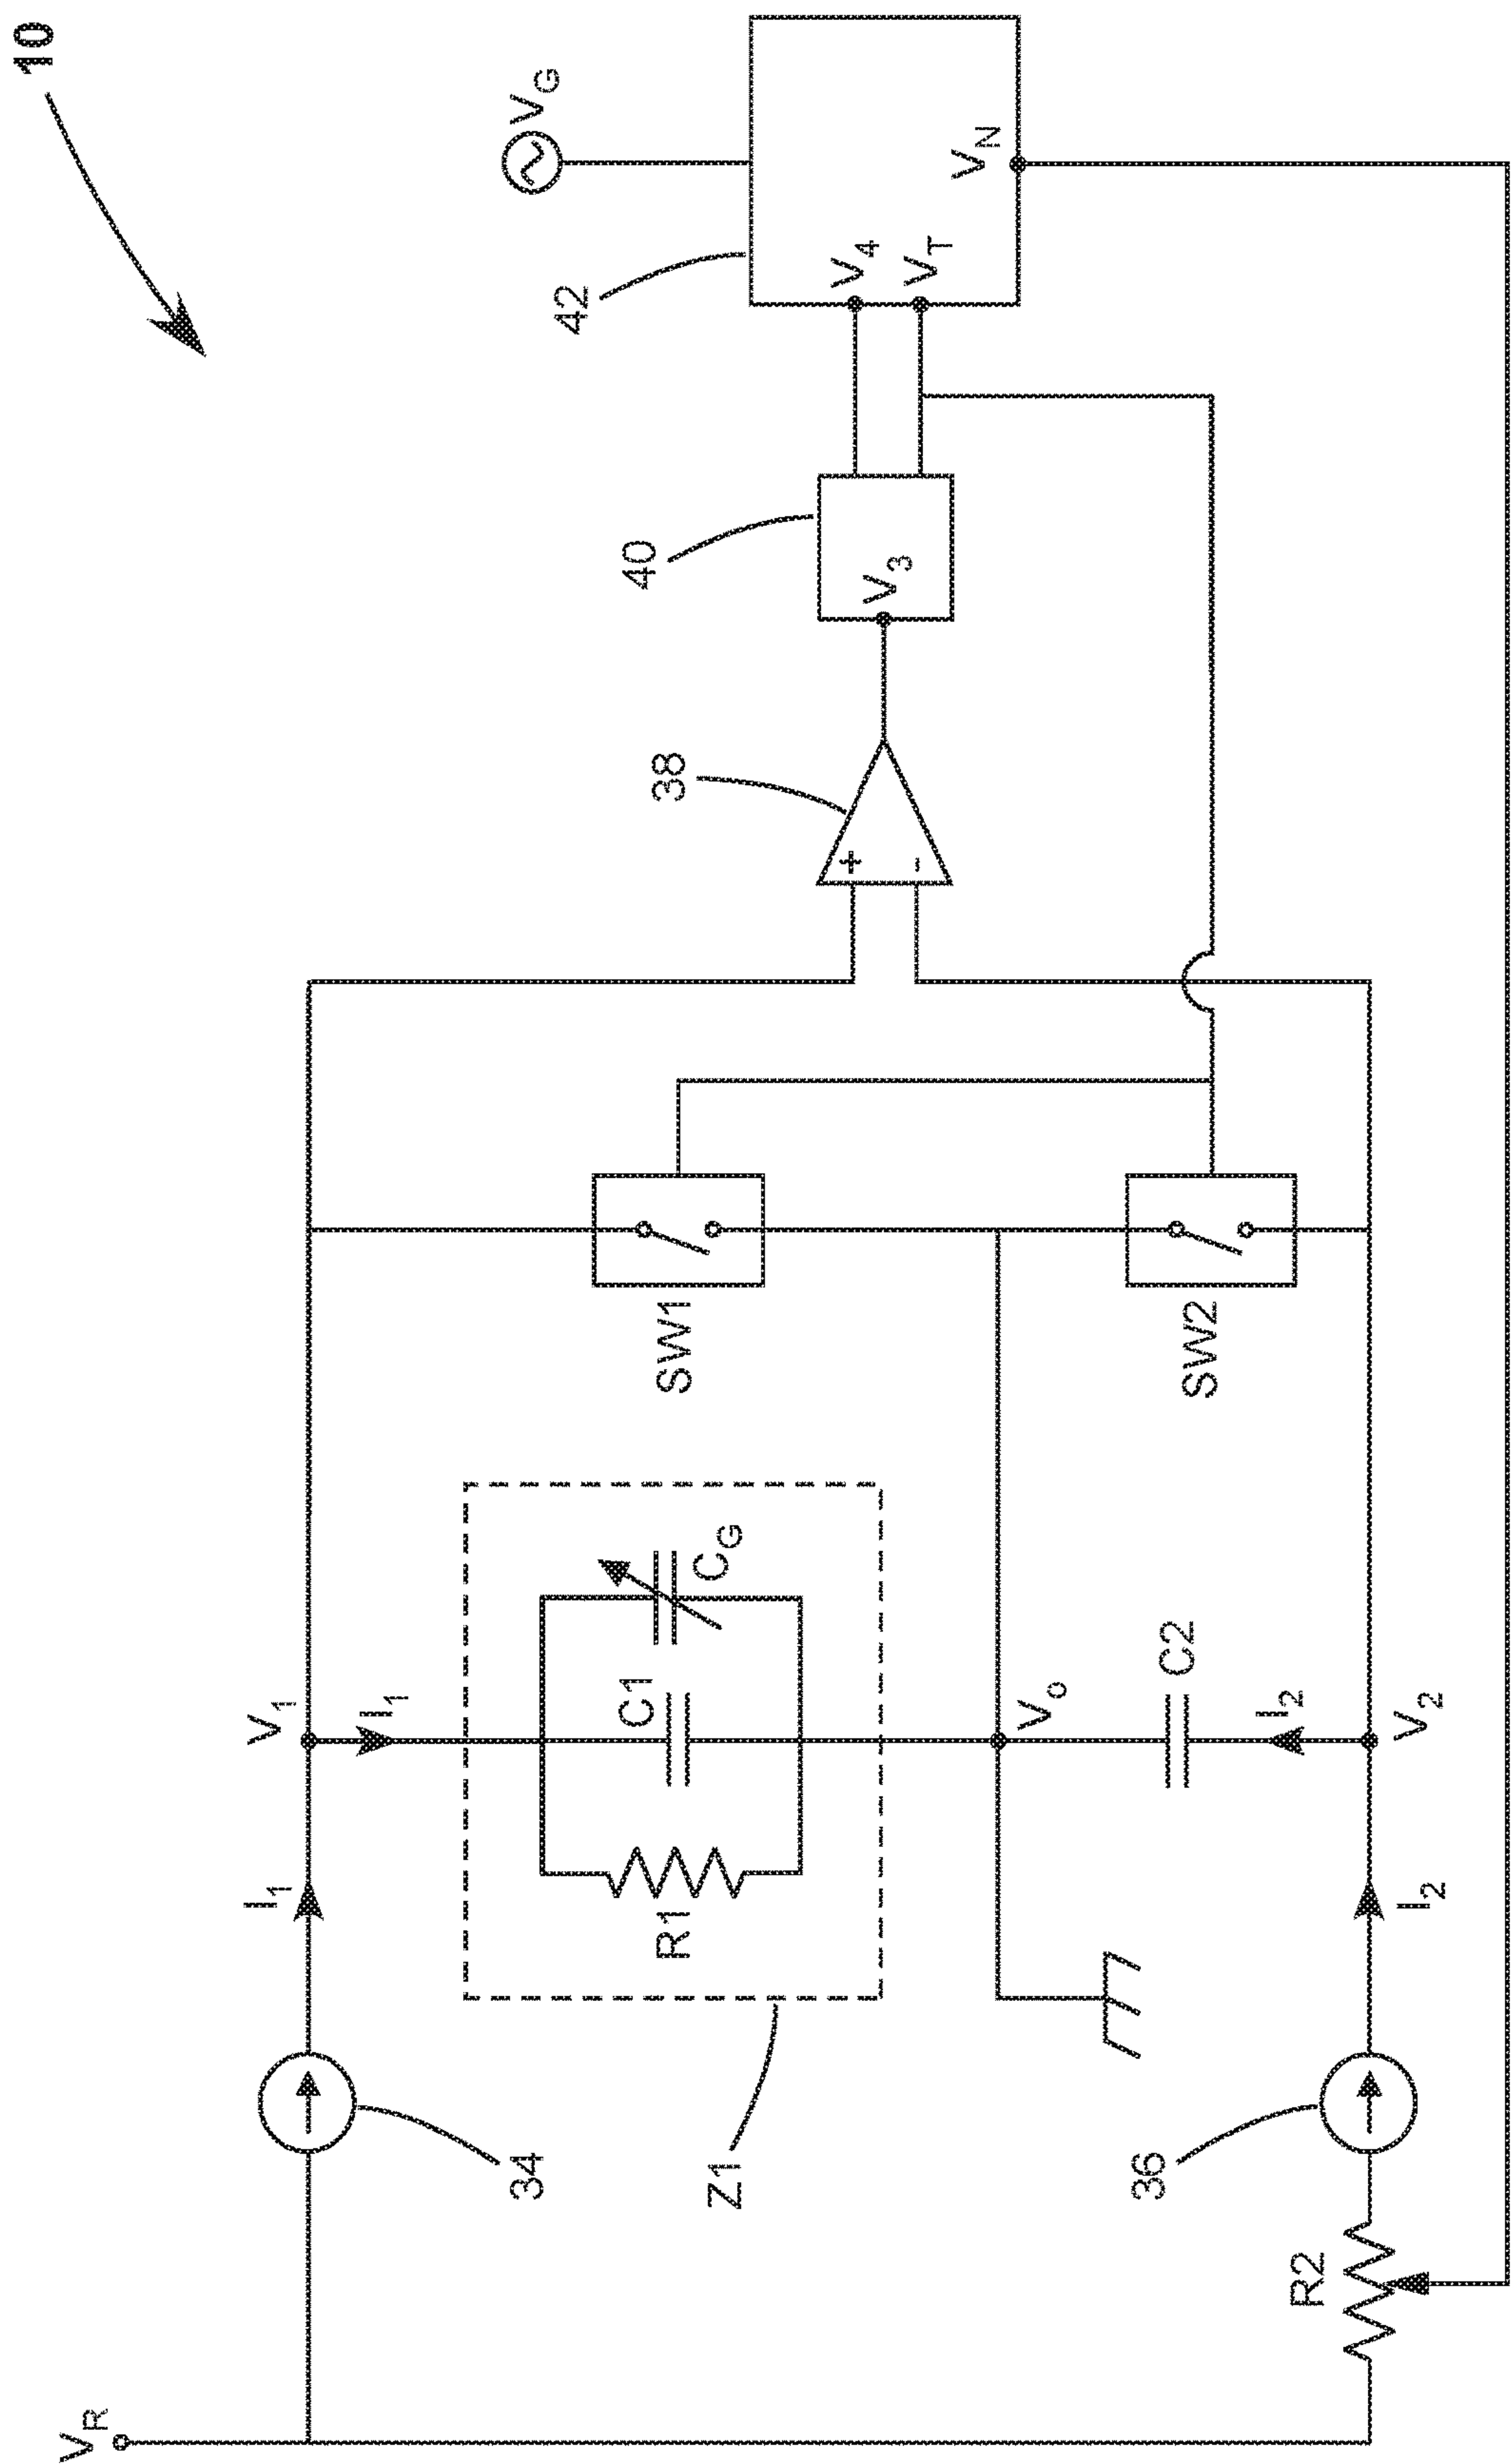 10
V_R
I_1
V_1
34
I_1
Z1
R1
C1
C_G
SW1
V_o
C2
SW2
I_2
V_2
I_2
36
R2
+
-
38
V_3
40
V_4
V_T
V_N
42
V_G